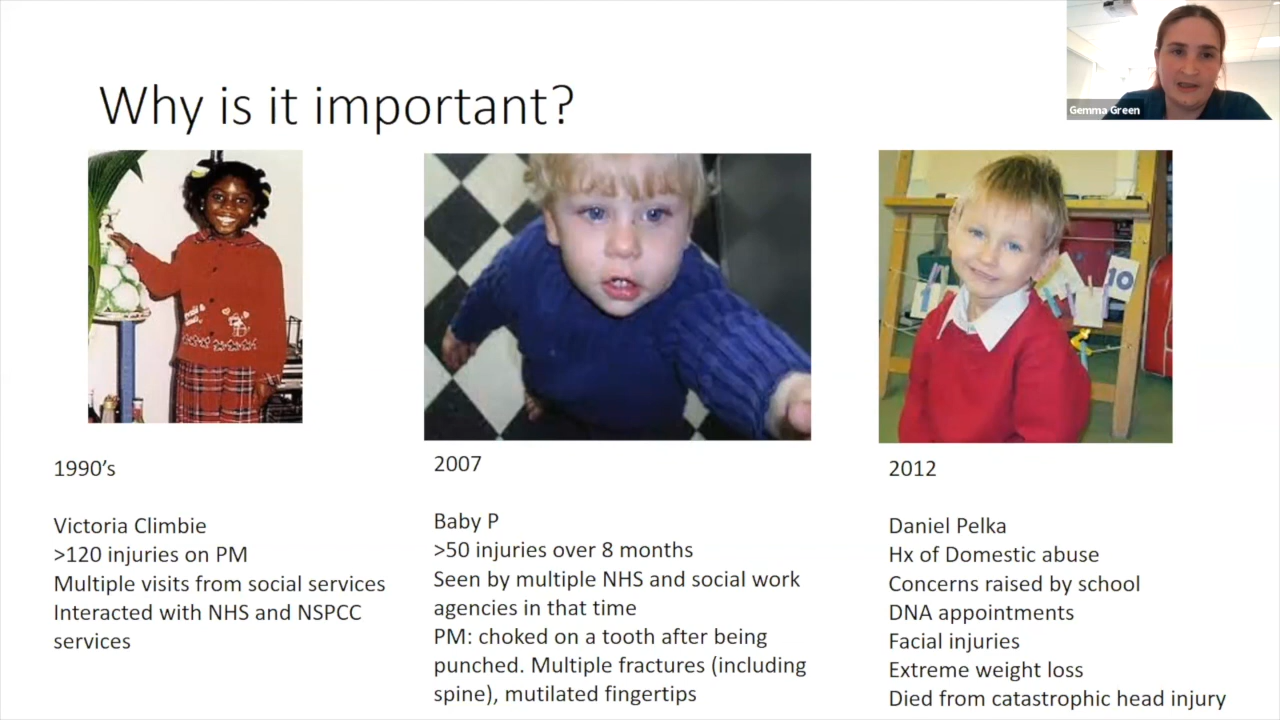 Gemma Green
Why is it important?
10
1990’s
Victoria Climbie
>120 injuries on PM
Multiple visits from social services
Interacted with NHS and NSPCC
services
2007
Baby P
>50 injuries over 8 months
Seen by multiple NHS and social work
agencies in that time
PM: choked on a tooth after being
punched. Multiple fractures (including
spine), mutilated fingertips
2012
Daniel Pelka
Hx of Domestic abuse
Concerns raised by school
DNA appointments
Facial injuries
Extreme weight loss
Died from catastrophic head injury